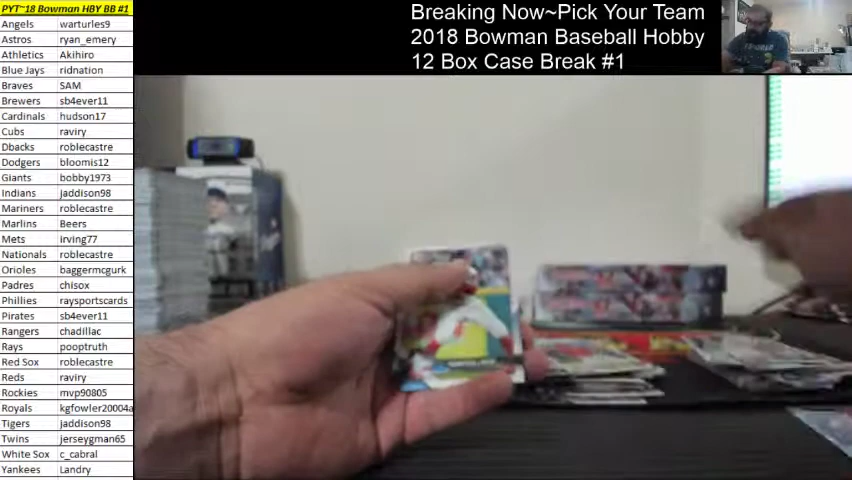 PYT~18 Bowman HBY BB #1
Angels warturles9
Astros ryan_emery
Athletics Akihiro
Blue Jays ridnation
Braves SAM
Brewers sb4ever11
Cardinals hudson17
Cubs raviry
Dbacks roblecastre
Dodgers bloomis12
Giants bobby1973
Indians jaddison98
Mariners roblecastre
Marlins Beers
Mets irving77
Nationals roblecastre
Orioles baggermcgurk
Padres chisox
Phillies raysportscards
Pirates sb4ever11
Rangers chadillac
Rays pooptruth
Red Sox roblecastre
Reds raviry
Rockies mvp90805
Royals kgfowler20004a
Tigers jaddison98
Twins jerseygman65
White Sox c_cabral
Yankees Landry
Breaking Now~Pick Your Team
2018 Bowman Baseball Hobby
12 Box Case Break #1